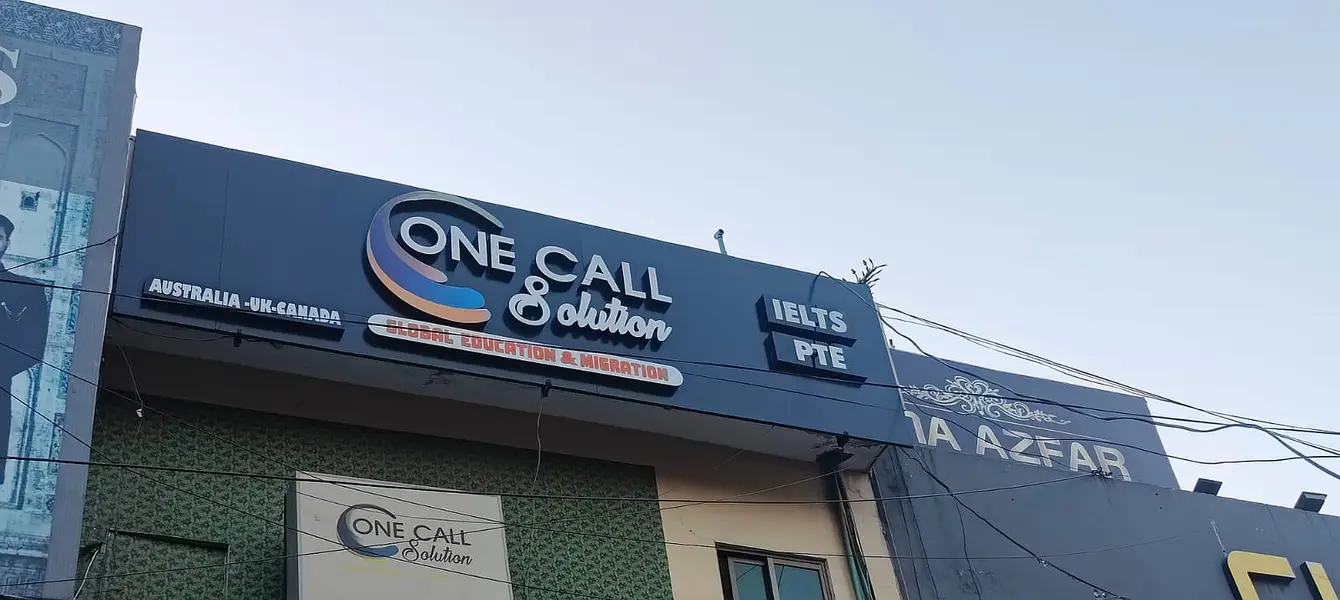 ONE CALL
Solution
GLOBAL EDUCATION & MIGRATION
AUSTRALIA-UK-CANADA
IELTS
PTE
AZFAR
ONE CALL
Solution